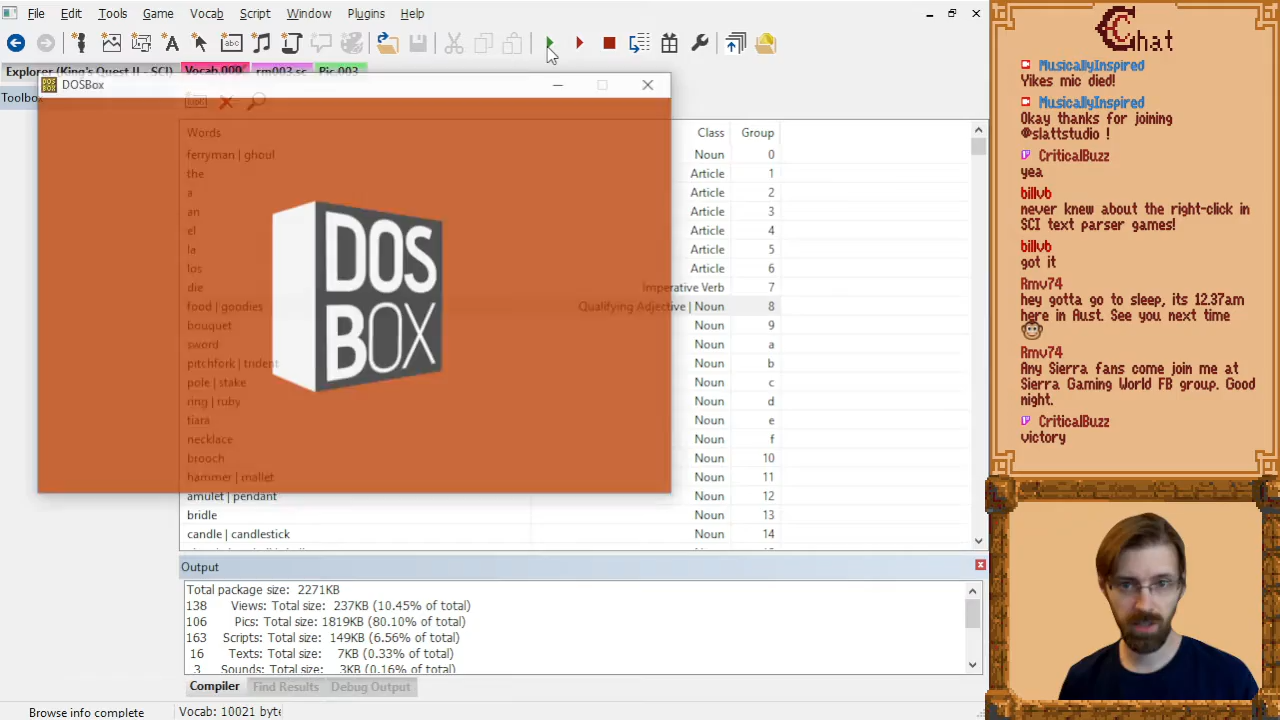 File Edit Tools Game Vocab Script Window Plugins Help
Explorer (King's Quest II - SCI) Vocab.000 rm003.sc Pic.003
Toolbo
DOSBox
DOS
BOX
Words Class Group
ferryman | ghoul Noun 0
the Article 1
a Article 2
an Article 3
el Article 4
la Article 5
los Article 6
die Imperative Verb 7
food | goodies Qualifying Adjective | Noun 8
bouquet Noun 9
sword Noun a
pitchfork | trident Noun b
pole | stake Noun c
ring | ruby Noun d
tiara Noun e
necklace Noun f
brooch Noun 10
hammer | mallet Noun 11
amulet | pendant Noun 12
bridle Noun 13
candle | candlestick Noun 14
Output
Total package size: 2271KB
138 Views: Total size: 237KB (10.45% of total)
106 Pics: Total size: 1819KB (80.10% of total)
163 Scripts: Total size: 149KB (6.56% of total)
16 Texts: Total size: 7KB (0.33% of total)
3 Sounds: Total size: 3KB (0.16% of total)
Compiler Find Results Debug Output
Browse info complete Vocab: 10021 byte
Chat
MusicallyInspired
Yikes mic died!
MusicallyInspired
Okay thanks for joining
@slattstudio !
CriticalBuzz
yea
billvb
never knew about the right-click in
SCI text parser games!
billvb
got it
Rmv74
hey gotta go to sleep, its 12.37am
here in Aust. See you next time
Rmv74
Any Sierra fans come join me at
Sierra Gaming World FB group. Good
night.
CriticalBuzz
victory